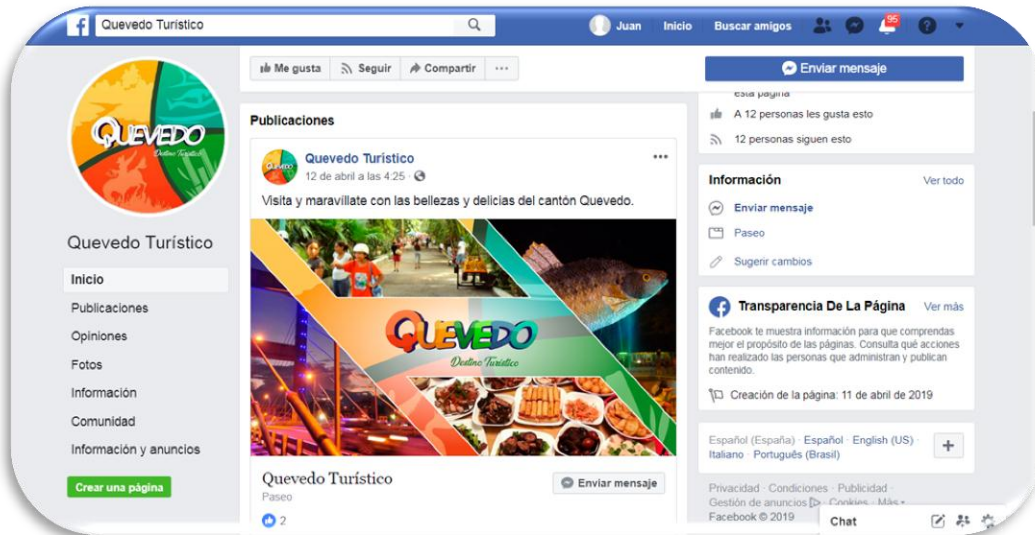 Quevedo Turístico
Juan
Inicio
Buscar amigos
95
QUEVEDO
Destino Turístico
Quevedo Turístico
Inicio
Publicaciones
Opiniones
Fotos
Información
Comunidad
Información y anuncios
Crear una página
Me gusta
Seguir
Compartir
Enviar mensaje
Publicaciones
Quevedo Turístico
12 de abril a las 4:25 ·
Visita y maravíllate con las bellezas y delicias del cantón Quevedo.
QUEVEDO
Destino Turístico
Quevedo Turístico
Paseo
Enviar mensaje
2
esta página
A 12 personas les gusta esto
12 personas siguen esto
Información
Ver todo
Enviar mensaje
Paseo
Sugerir cambios
Transparencia De La Página
Ver más
Facebook te muestra información para que comprendas
mejor el propósito de las páginas. Consulta qué acciones
han realizado las personas que administran y publican
contenido.
Creación de la página: 11 de abril de 2019
Español (España) · Español · English (US) ·
Italiano · Português (Brasil)
Privacidad · Condiciones · Publicidad ·
Gestión de anuncios · Cookies · Más
Facebook © 2019
Chat